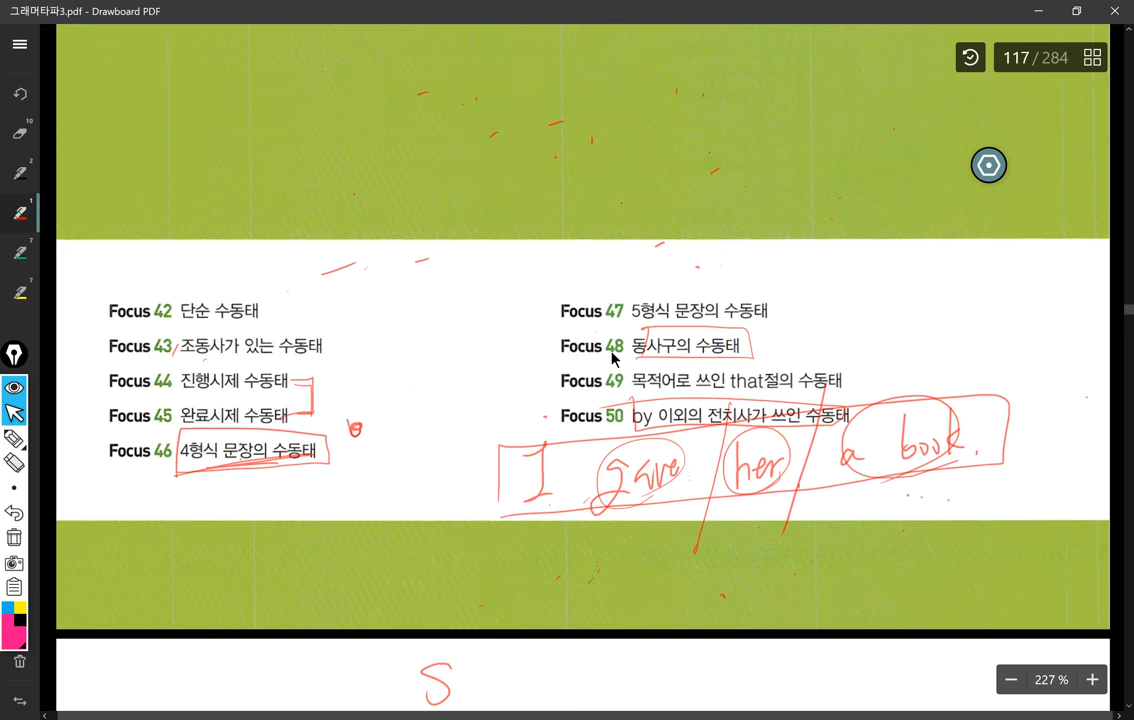 그래머타파3.pdf - Drawboard PDF
117 / 284
10
2
1
7
7
Focus 42 단순 수동태
Focus 43 조동사가 있는 수동태
Focus 44 진행시제 수동태
Focus 45 완료시제 수동태
Focus 46 4형식 문장의 수동태
Focus 47 5형식 문장의 수동태
Focus 48 동사구의 수동태
Focus 49 목적어로 쓰인 that절의 수동태
Focus 50 by 이외의 전치사가 쓰인 수동태
I gave her a book.
S
227 %